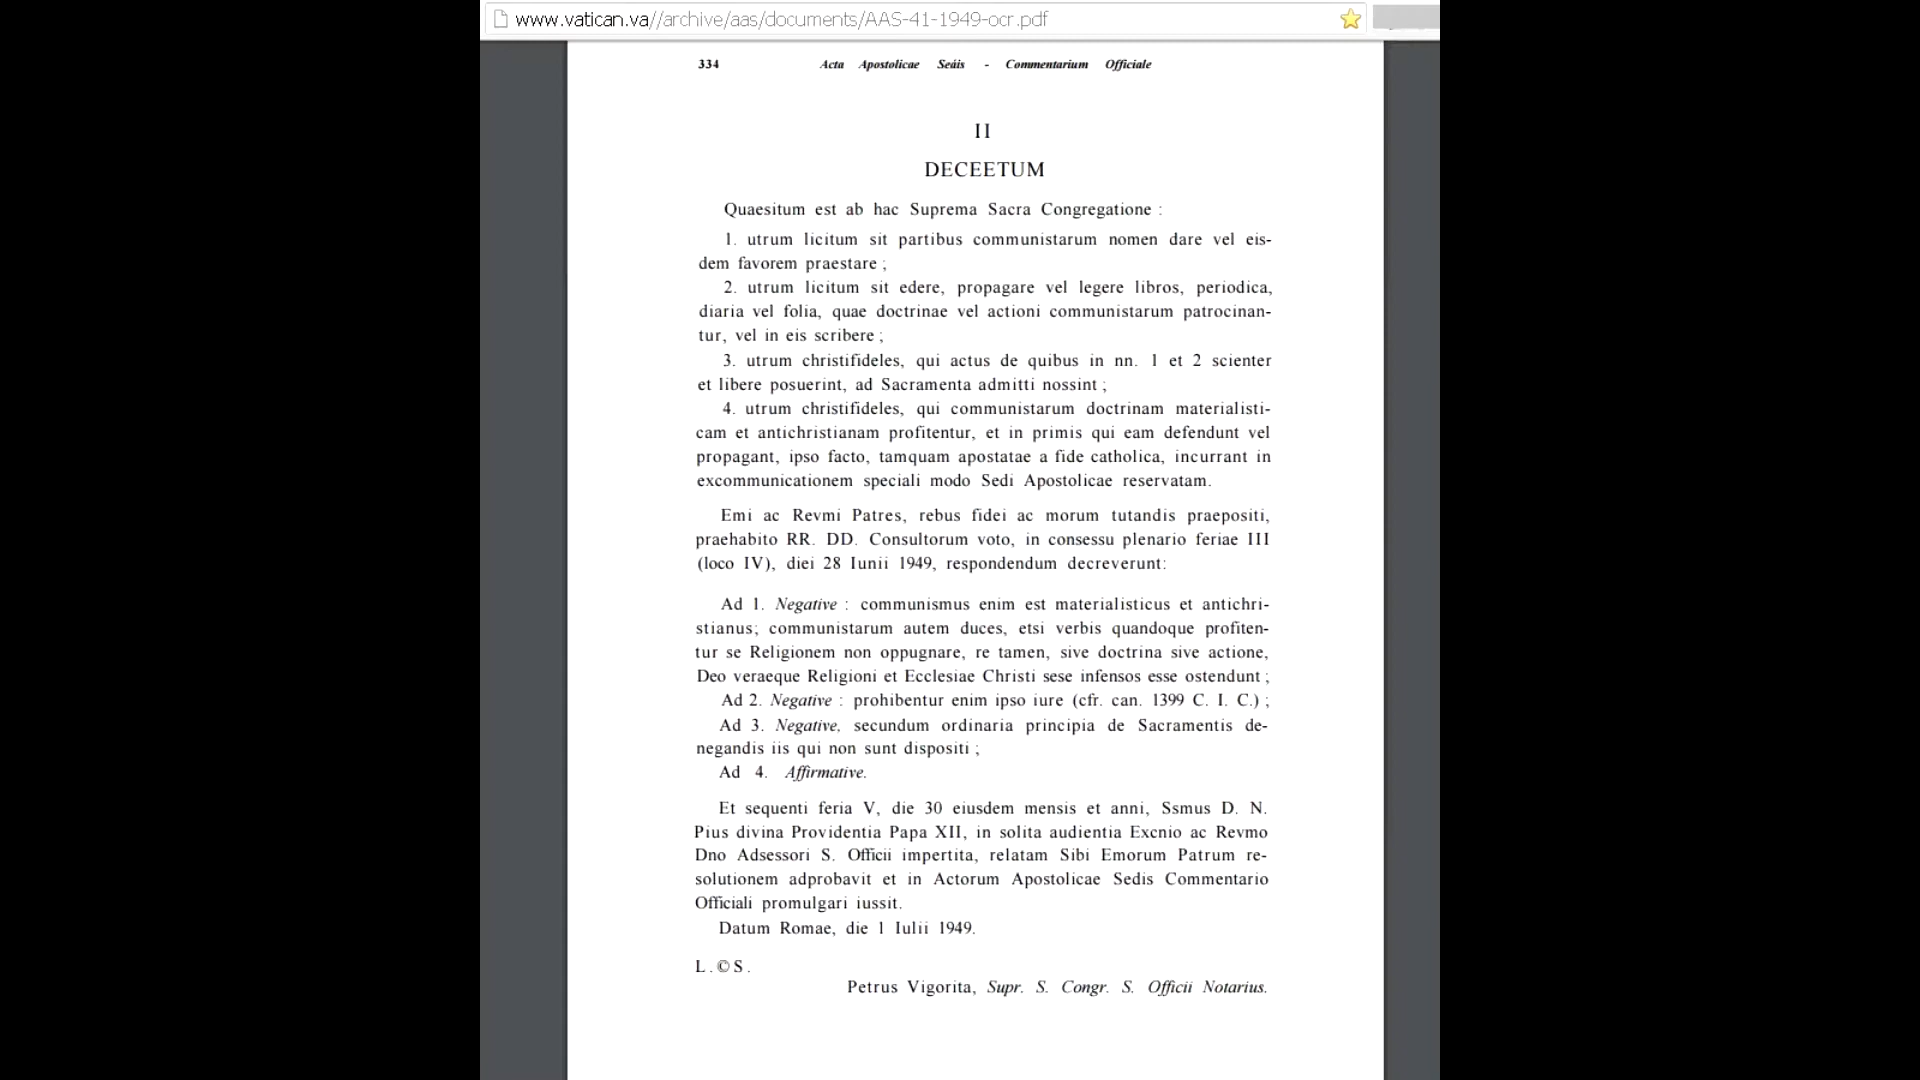 www.vatican.va//archive/aas/documents/AAS-41-1949-ocr.pdf
334 Acta Apostolicae Seáis - Commentarium Officiale
II
DECEETUM
Quaesitum est ab hac Suprema Sacra Congregatione :
1. utrum licitum sit partibus communistarum nomen dare vel eis-
dem favorem praestare ;
2. utrum licitum sit edere, propagare vel legere libros, periodica,
diaria vel folia, quae doctrinae vel actioni communistarum patrocinan-
tur, vel in eis scribere ;
3. utrum christifideles, qui actus de quibus in nn. 1 et 2 scienter
et libere posuerint, ad Sacramenta admitti nossint ;
4. utrum christifideles, qui communistarum doctrinam materialisti-
cam et antichristianam profitentur, et in primis qui eam defendunt vel
propagant, ipso facto, tamquam apostatae a fide catholica, incurrant in
excommunicationem speciali modo Sedi Apostolicae reservatam.
Emi ac Revmi Patres, rebus fidei ac morum tutandis praepositi,
praehabito RR. DD. Consultorum voto, in consessu plenario feriae III
(loco IV), diei 28 Iunii 1949, respondendum decreverunt:
Ad 1. Negative : communismus enim est materialisticus et antichri-
stianus; communistarum autem duces, etsi verbis quandoque profiten-
tur se Religionem non oppugnare, re tamen, sive doctrina sive actione,
Deo veraeque Religioni et Ecclesiae Christi sese infensos esse ostendunt ;
Ad 2. Negative : prohibentur enim ipso iure (cfr. can. 1399 C. I. C.) ;
Ad 3. Negative, secundum ordinaria principia de Sacramentis de-
negandis iis qui non sunt dispositi ;
Ad 4. Affirmative.
Et sequenti feria V, die 30 eiusdem mensis et anni, Ssmus D. N.
Pius divina Providentia Papa XII, in solita audientia Excnio ac Revmo
Dno Adsessori S. Officii impertita, relatam Sibi Emorum Patrum re-
solutionem adprobavit et in Actorum Apostolicae Sedis Commentario
Officiali promulgari iussit.
Datum Romae, die 1 Iulii 1949.
L.©S.
Petrus Vigorita, Supr. S. Congr. S. Officii Notarius.